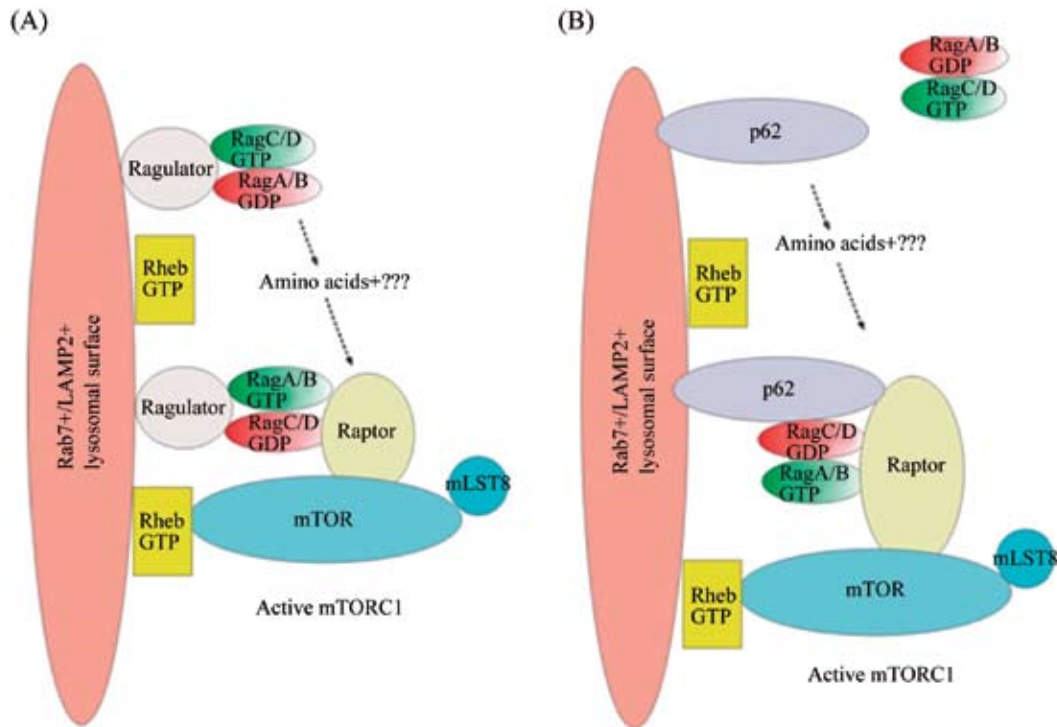 (A)
RagC/D
GTP
Ragulator
RagA/B
GDP
Rheb
GTP
Amino acids+???
Rab7+/LAMP2+
lysosomal surface
RagA/B
GTP
Ragulator
RagC/D
GDP
Raptor
mLST8
Rheb
GTP
mTOR
Active mTORC1
(B)
RagA/B
GDP
RagC/D
GTP
p62
Amino acids+???
Rheb
GTP
Rab7+/LAMP2+
lysosomal surface
p62
RagC/D
GDP
RagA/B
GTP
Raptor
mLST8
Rheb
GTP
mTOR
Active mTORC1